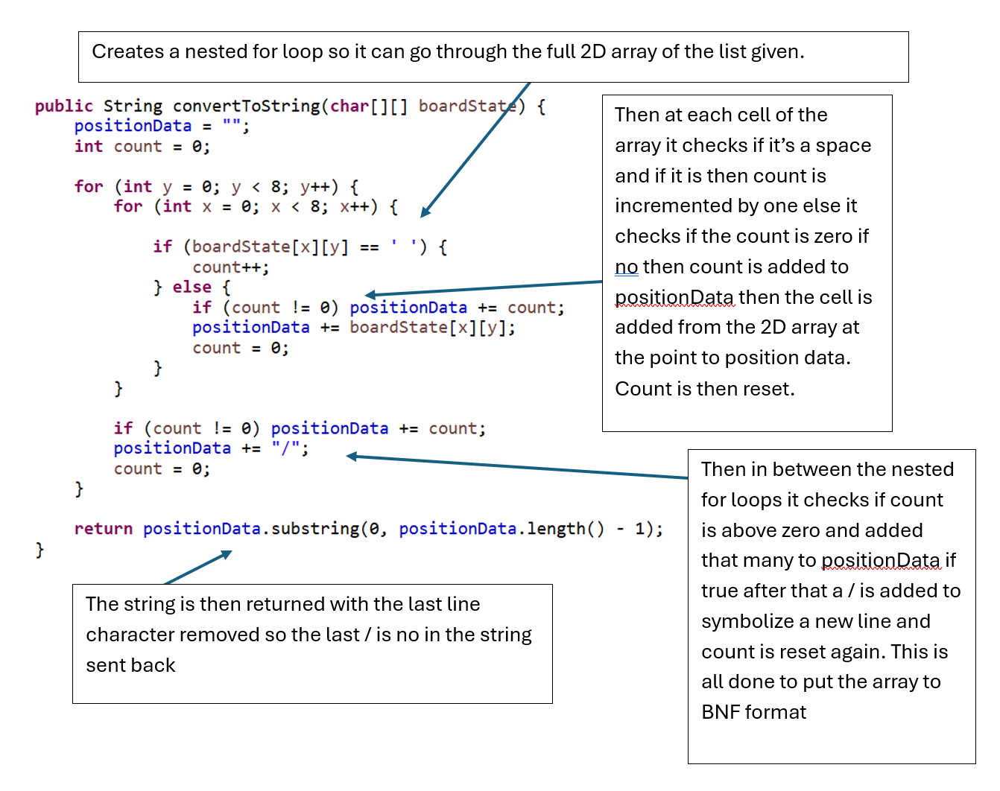 Creates a nested for loop so it can go through the full 2D array of the list given.
public String convertToString(char[][] boardState) {
    positionData = "";
    int count = 0;

    for (int y = 0; y < 8; y++) {
        for (int x = 0; x < 8; x++) {

            if (boardState[x][y] == ' ') {
                count++;
            } else {
                if (count != 0) positionData += count;
                positionData += boardState[x][y];
                count = 0;
            }
        }

        if (count != 0) positionData += count;
        positionData += "/";
        count = 0;
    }

    return positionData.substring(0, positionData.length() - 1);
}
Then at each cell of the
array it checks if it’s a space
and if it is then count is
incremented by one else it
checks if the count is zero if
no then count is added to
positionData then the cell is
added from the 2D array at
the point to position data.
Count is then reset.
Then in between the nested
for loops it checks if count
is above zero and added
that many to positionData if
true after that a / is added to
symbolize a new line and
count is reset again. This is
all done to put the array to
BNF format
The string is then returned with the last line
character removed so the last / is no in the string
sent back